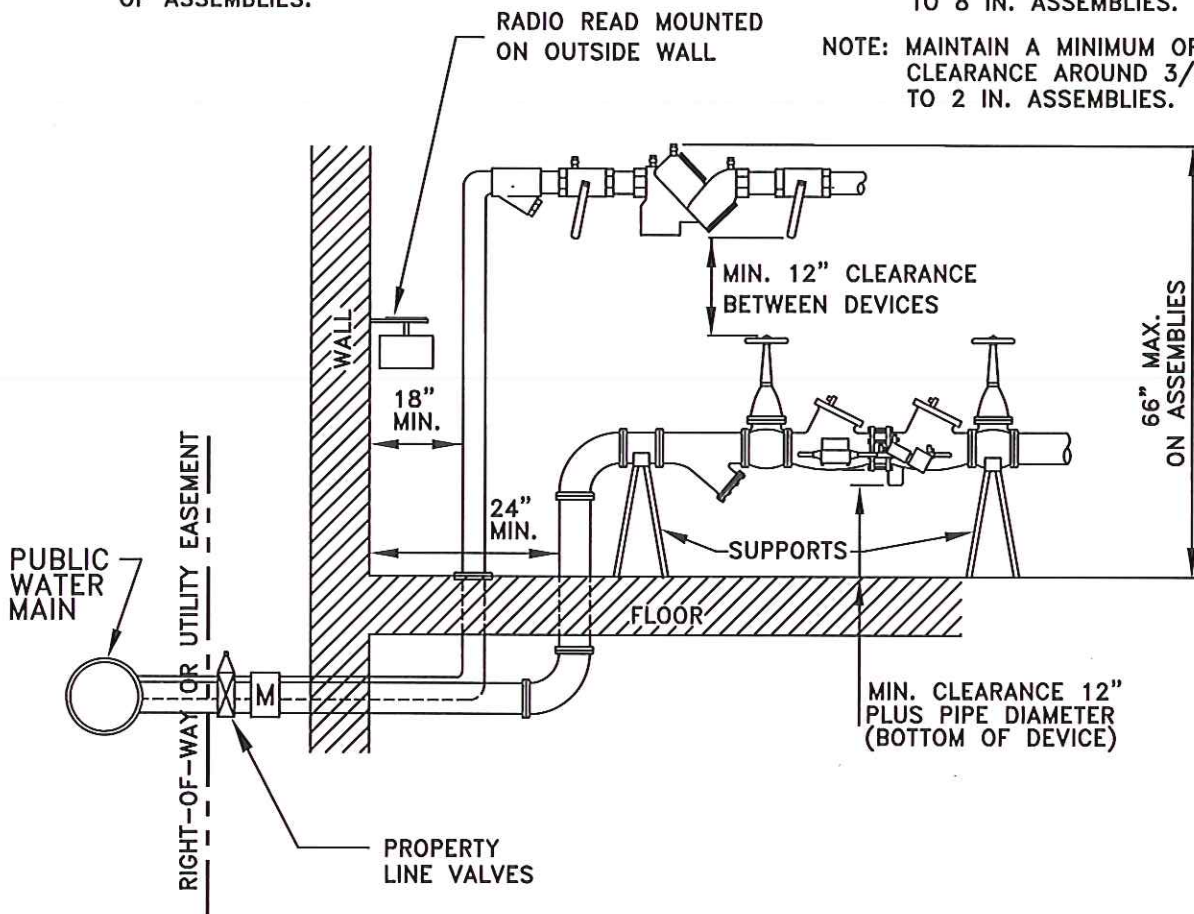 OF ASSEMBLIES.
TO 8 IN. ASSEMBLIES.
RADIO READ MOUNTED
ON OUTSIDE WALL
NOTE: MAINTAIN A MINIMUM OF
CLEARANCE AROUND 3/
TO 2 IN. ASSEMBLIES.
MIN. 12" CLEARANCE
BETWEEN DEVICES
WALL
18"
MIN.
66" MAX.
ON ASSEMBLIES
24"
MIN.
SUPPORTS
RIGHT-OF-WAY OR UTILITY EASEMENT
PUBLIC
WATER
MAIN
FLOOR
M
MIN. CLEARANCE 12"
PLUS PIPE DIAMETER
(BOTTOM OF DEVICE)
PROPERTY
LINE VALVES